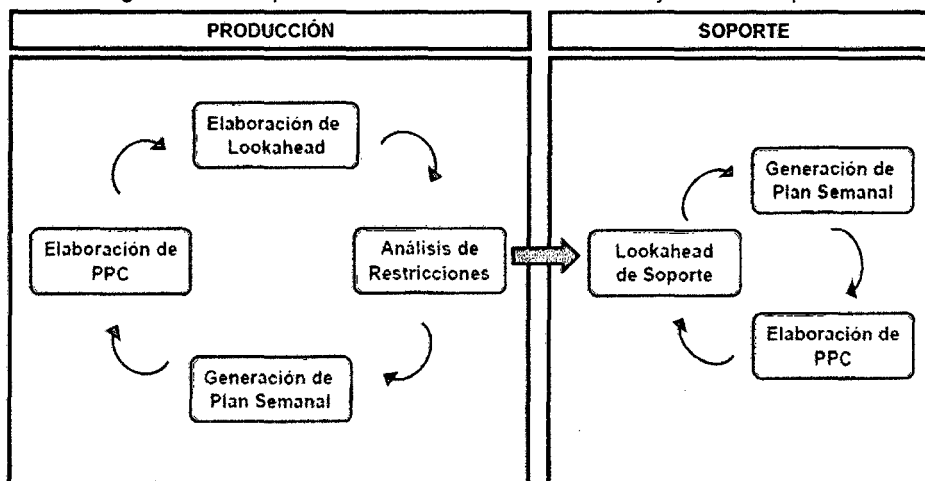 PRODUCCIÓN
SOPORTE
Elaboración de
Lookahead
Elaboración de
PPC
Análisis de
Restricciones
Generación de
Plan Semanal
Generación de
Plan Semanal
Lookahead
de Soporte
Elaboración de
PPC